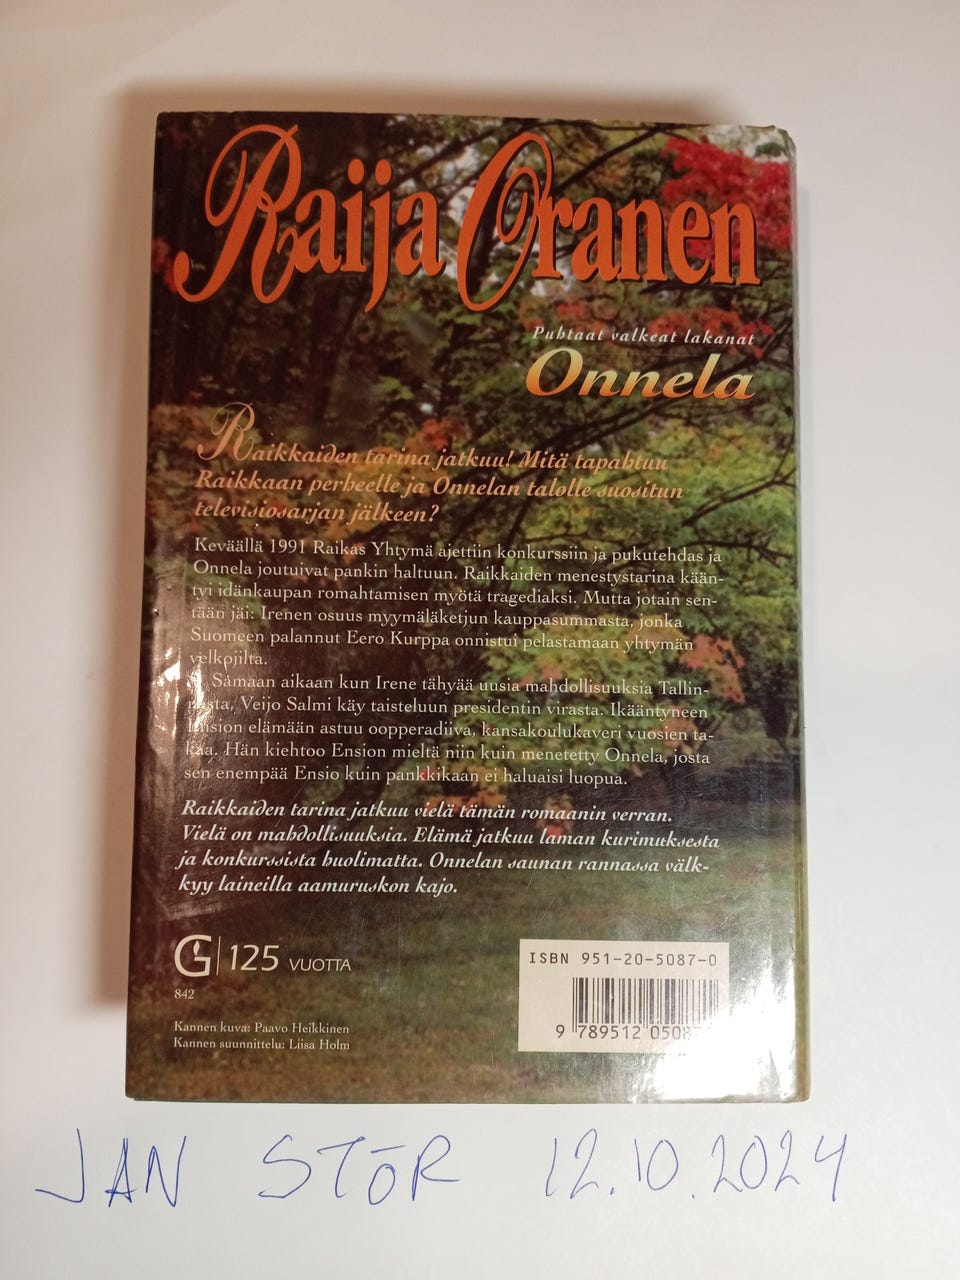 Raija Oranen
Puhtaat valkeat lakanat
Onnela
Raikkaiden tarina jatkuu! Mitä tapahtuu
Raikkaan perheelle ja Onnelan talolle suositun
televisiosarjan jälkeen?
Keväällä 1991 Raikas Yhtymä ajettiin konkurssiin ja pukutehdas ja
Onnela joutuivat pankin haltuun. Raikkaiden menestystarina kään-
tyi idänkaupan romahtamisen myötä tragediaksi. Mutta jotain sen-
tään jäi: Irenen osuus myymäläketjun kauppasummasta, jonka
Suomeen palannut Eero Kurppa onnistui pelastamaan yhtymän
velkojilta.
Samaan aikaan kun Irene tähyää uusia mahdollisuuksia Tallin-
nasta, Veijo Salmi käy taisteluun presidentin virasta. Ikääntyneen
Ension elämään astuu oopperadiiva, kansakoulukaveri vuosien ta-
kaa. Hän kiehtoo Ension mieltä niin kuin menetetty Onnela, josta
sen enempää Ensio kuin pankkikaan ei haluaisi luopua.
Raikkaiden tarina jatkuu vielä tämän romaanin verran.
Vielä on mahdollisuuksia. Elämä jatkuu laman kurimuksesta
ja konkurssista huolimatta. Onnelan saunan rannassa välk-
kyy laineilla aamuruskon kajo.
G 125 VUOTTA
842
Kannen kuva: Paavo Heikkinen
Kannen suunnittelu: Liisa Holm
ISBN 951-20-5087-0
9 789512 0508
JAN STŌR 12.10.2024